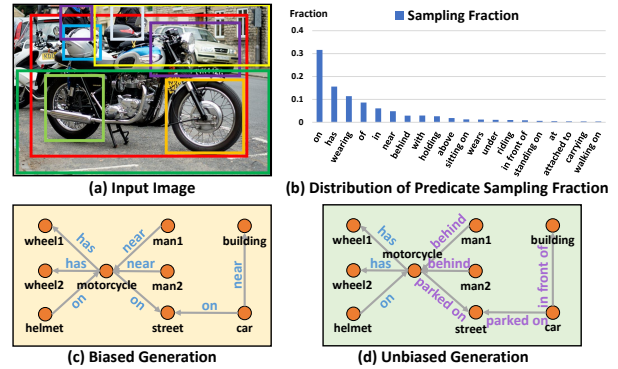 Fraction
Sampling Fraction
0.4
0.3
0.2
0.1
0
on
has
wearing
of
in
near
behind
with
holding
above
sitting on
wears
under
riding
in front of
standing on
at
attached to
carrying
walking on
(a) Input Image
(b) Distribution of Predicate Sampling Fraction
wheel1
has
near
man1
building
wheel2
has
motorcycle
near
man2
near
helmet
on
on
street
on
car
(c) Biased Generation
wheel1
has
motorcycle
behind
man1
building
wheel2
has
behind
man2
in front of
helmet
on
parked on
street
parked on
car
(d) Unbiased Generation